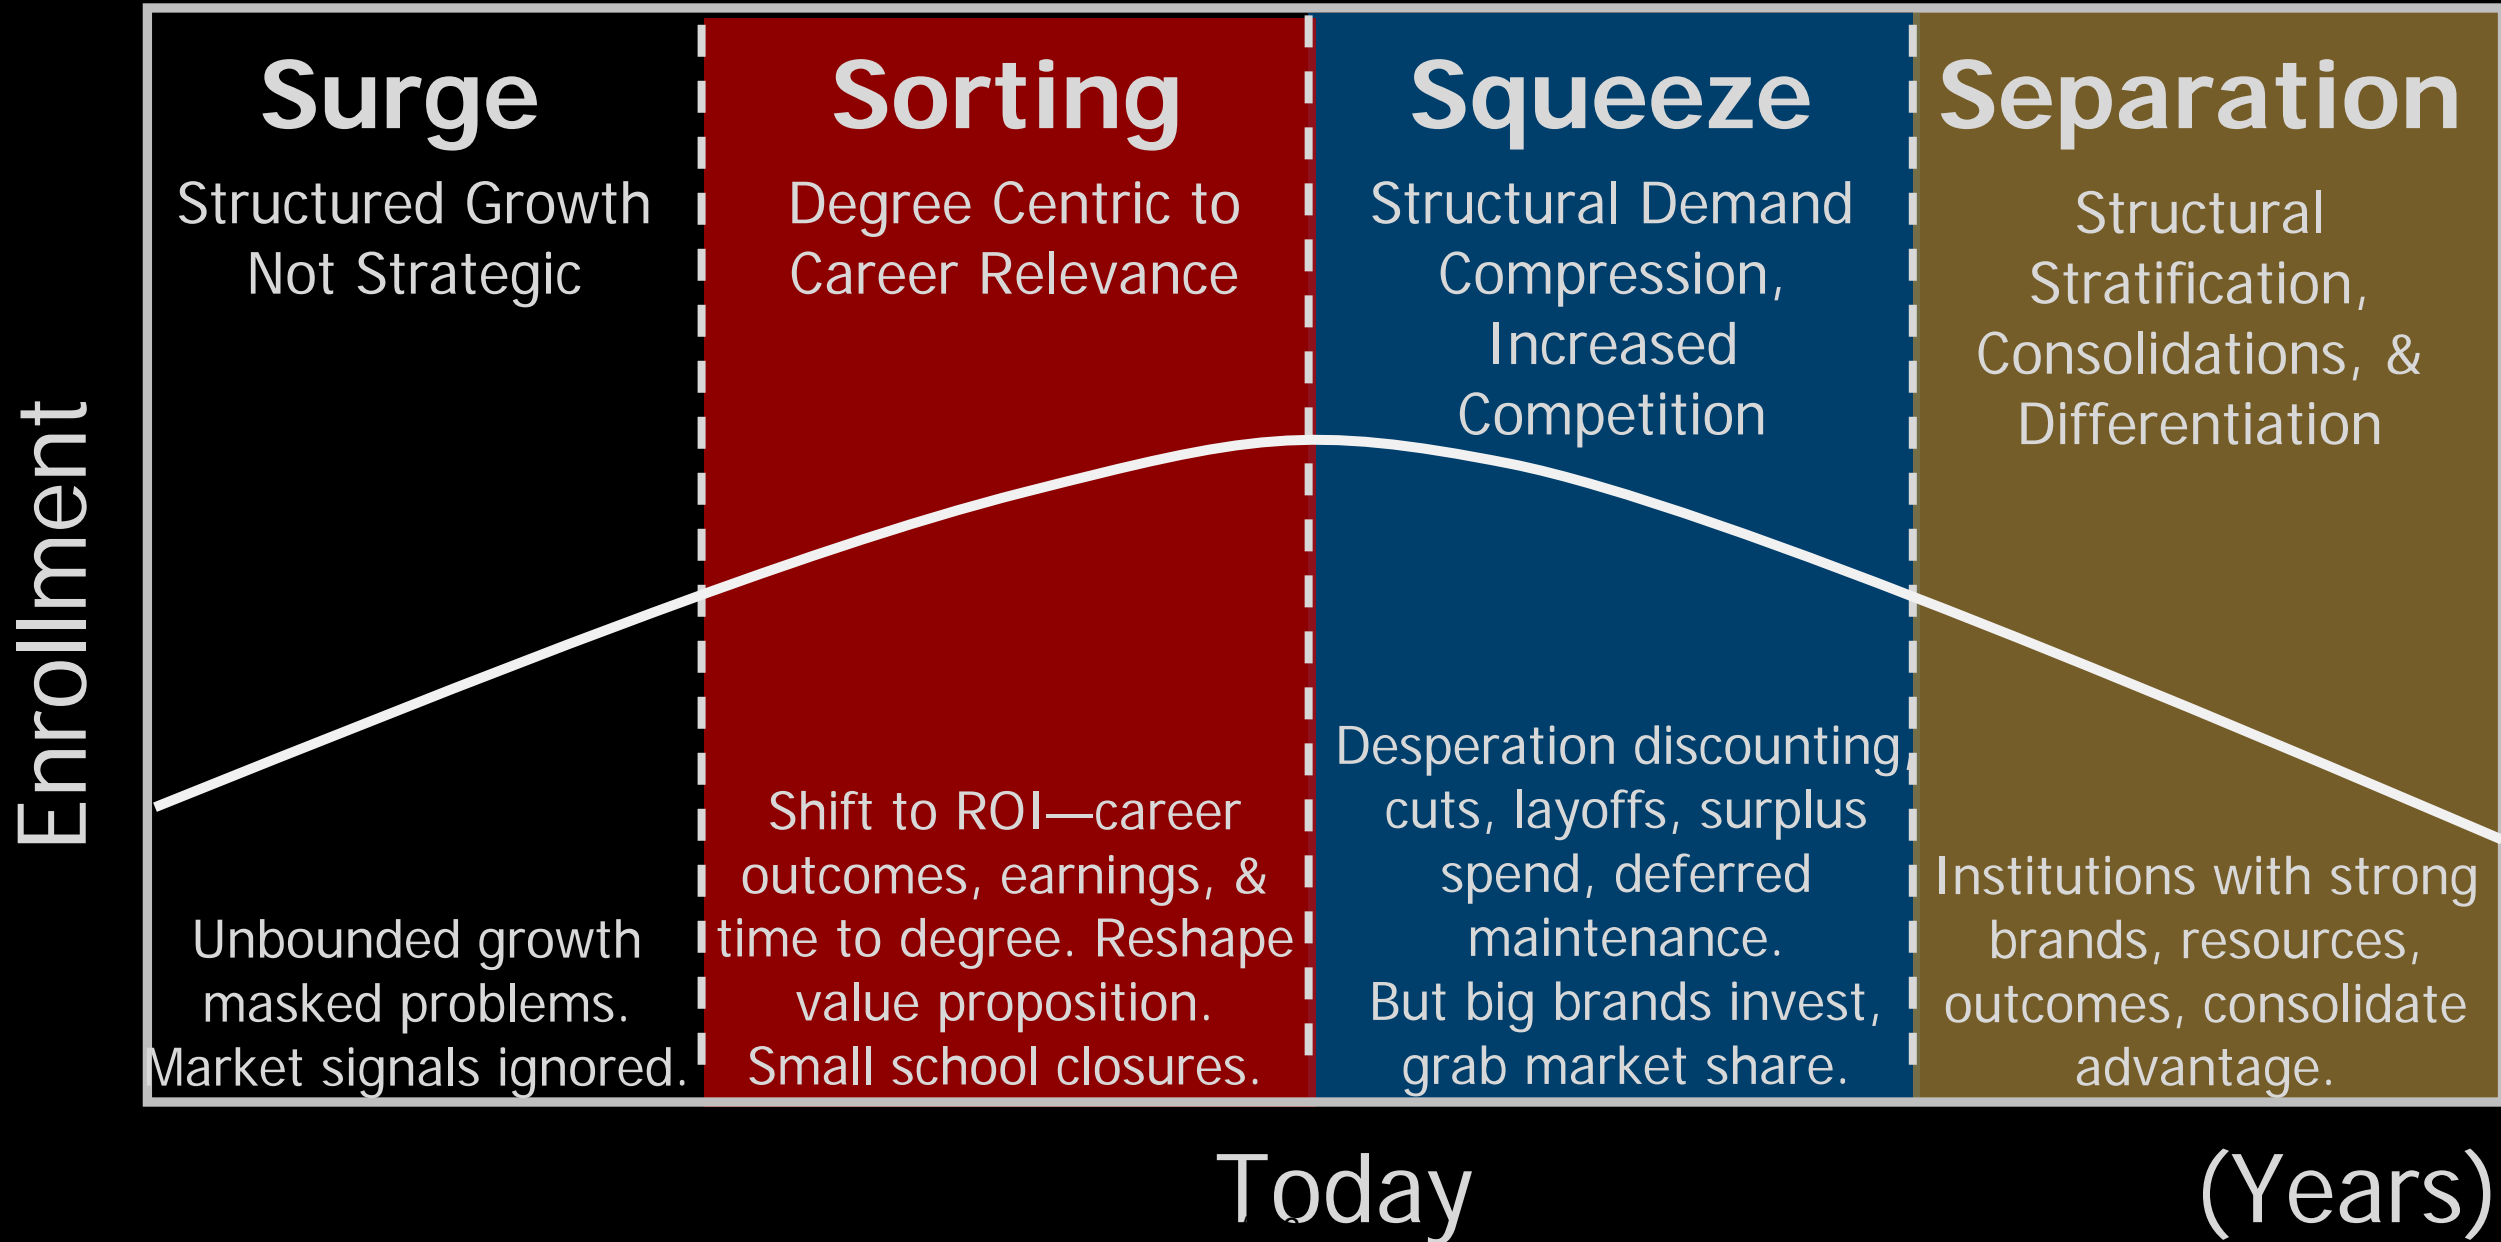 Enrollment
Surge
Structured Growth
Not Strategic
Unbounded growth
masked problems.
Market signals ignored.
Sorting
Degree Centric to
Career Relevance
Shift to ROI—career
outcomes, earnings, &
time to degree. Reshape
value proposition.
Small school closures.
Squeeze
Structural Demand
Compression,
Increased
Competition
Desperation discounting,
cuts, layoffs, surplus
spend, deferred
maintenance.
But big brands invest,
grab market share.
Separation
Structural
Stratification,
Consolidations, &
Differentiation
Institutions with strong
brands, resources,
outcomes, consolidate
advantage.
Today
(Years)